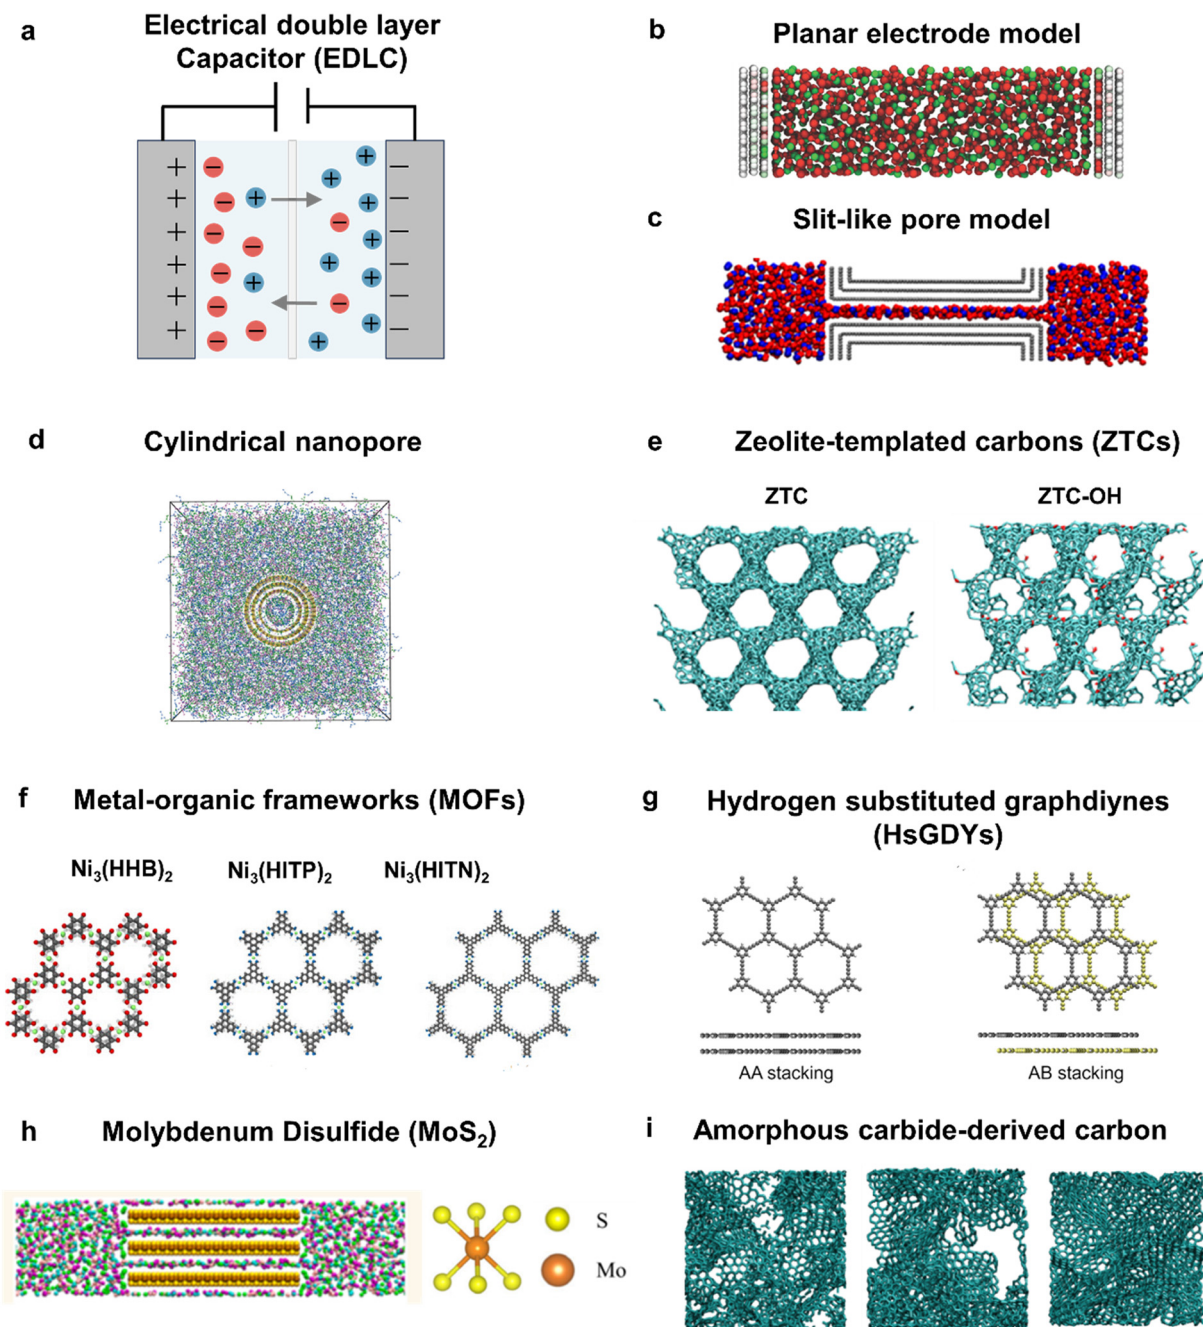 a
Electrical double layer
Capacitor (EDLC)
+ − + −
+ − + + −
+ − − + −
+ − + + + −
+ − − + −
+ − − + + −
b
Planar electrode model
c
Slit-like pore model
d
Cylindrical nanopore
e
Zeolite-templated carbons (ZTCs)
ZTC
ZTC-OH
f
Metal-organic frameworks (MOFs)
Ni₃(HHB)₂
Ni₃(HITP)₂
Ni₃(HITN)₂
g
Hydrogen substituted graphdiynes
(HsGDYs)
AA stacking
AB stacking
h
Molybdenum Disulfide (MoS₂)
S
Mo
i
Amorphous carbide-derived carbon